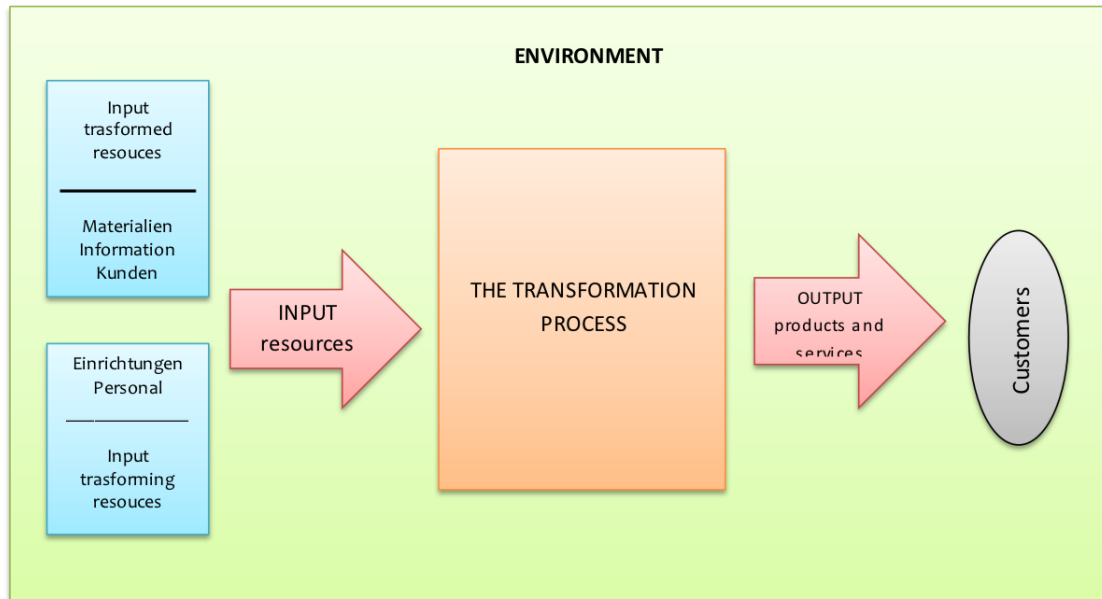 ENVIRONMENT
Input
trasformed
resouces
Materialien
Information
Kunden
Einrichtungen
Personal
Input
trasforming
resouces
INPUT
resources
THE TRANSFORMATION
PROCESS
OUTPUT
products and
services
Customers